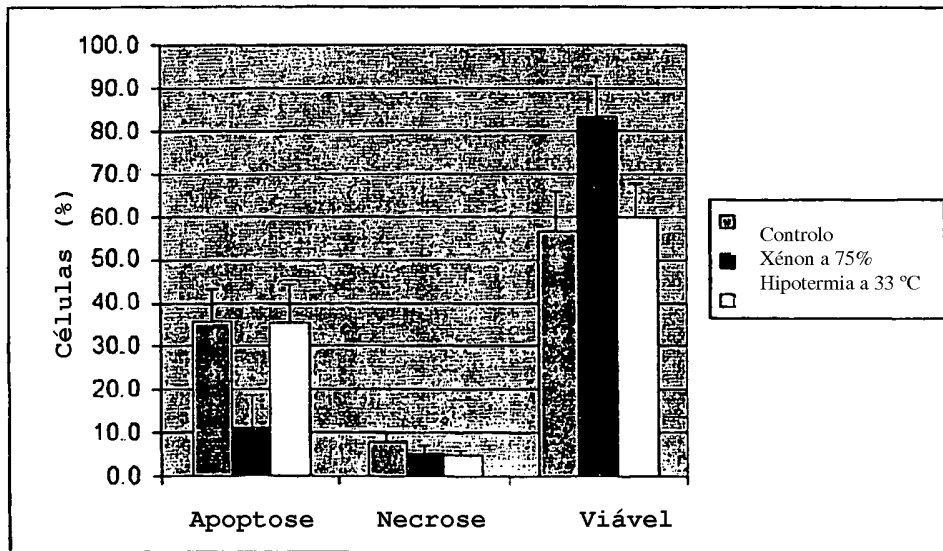 100.0
90.0
80.0
70.0
60.0
50.0
40.0
30.0
20.0
10.0
0.0
Células (%)
Apoptose Necrose Viável
Controlo
Xénon a 75%
Hipotermia a 33 °C